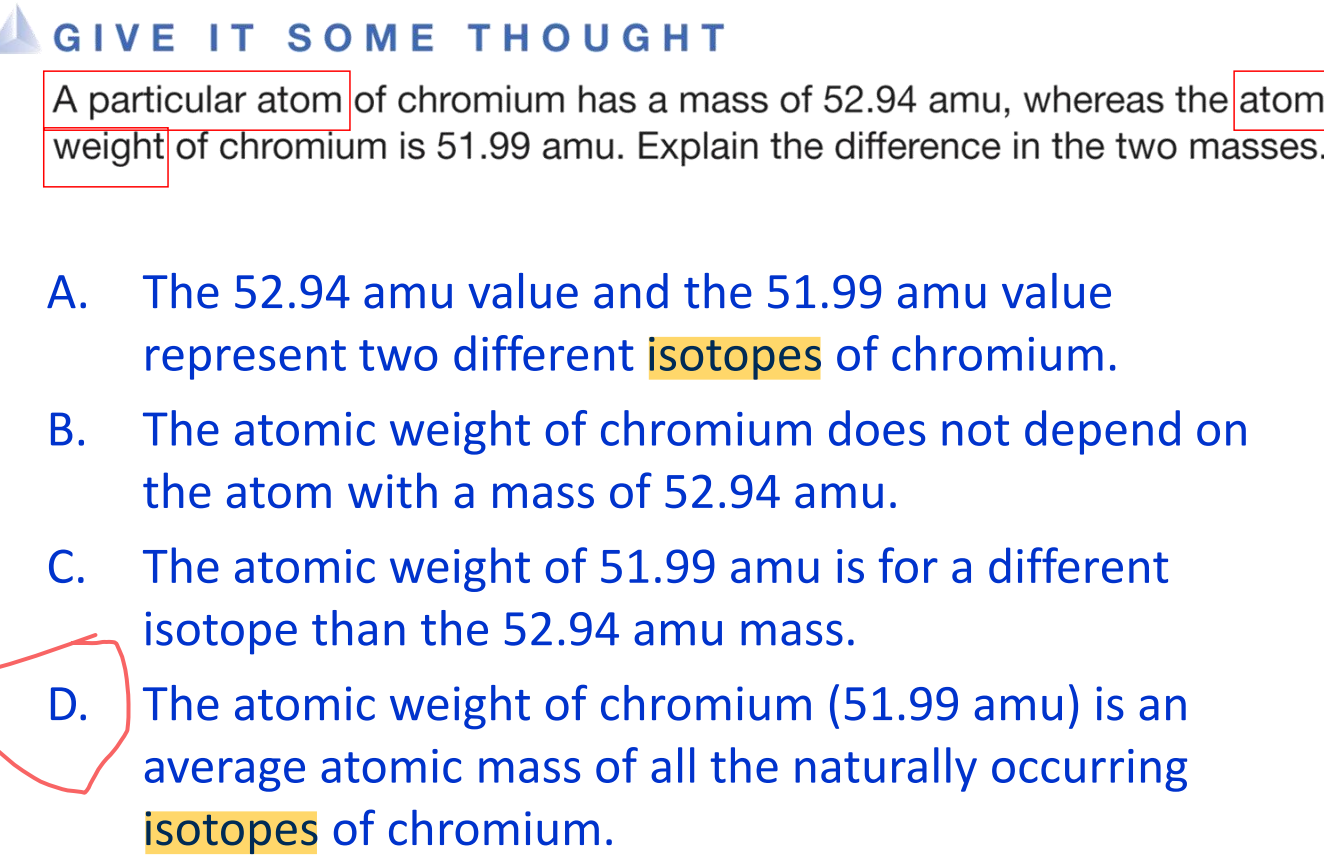 GIVE IT SOME THOUGHT
A particular atom of chromium has a mass of 52.94 amu, whereas the atom
weight of chromium is 51.99 amu. Explain the difference in the two masses.
A. The 52.94 amu value and the 51.99 amu value
represent two different isotopes of chromium.
B. The atomic weight of chromium does not depend on
the atom with a mass of 52.94 amu.
C. The atomic weight of 51.99 amu is for a different
isotope than the 52.94 amu mass.
D. The atomic weight of chromium (51.99 amu) is an
average atomic mass of all the naturally occurring
isotopes of chromium.